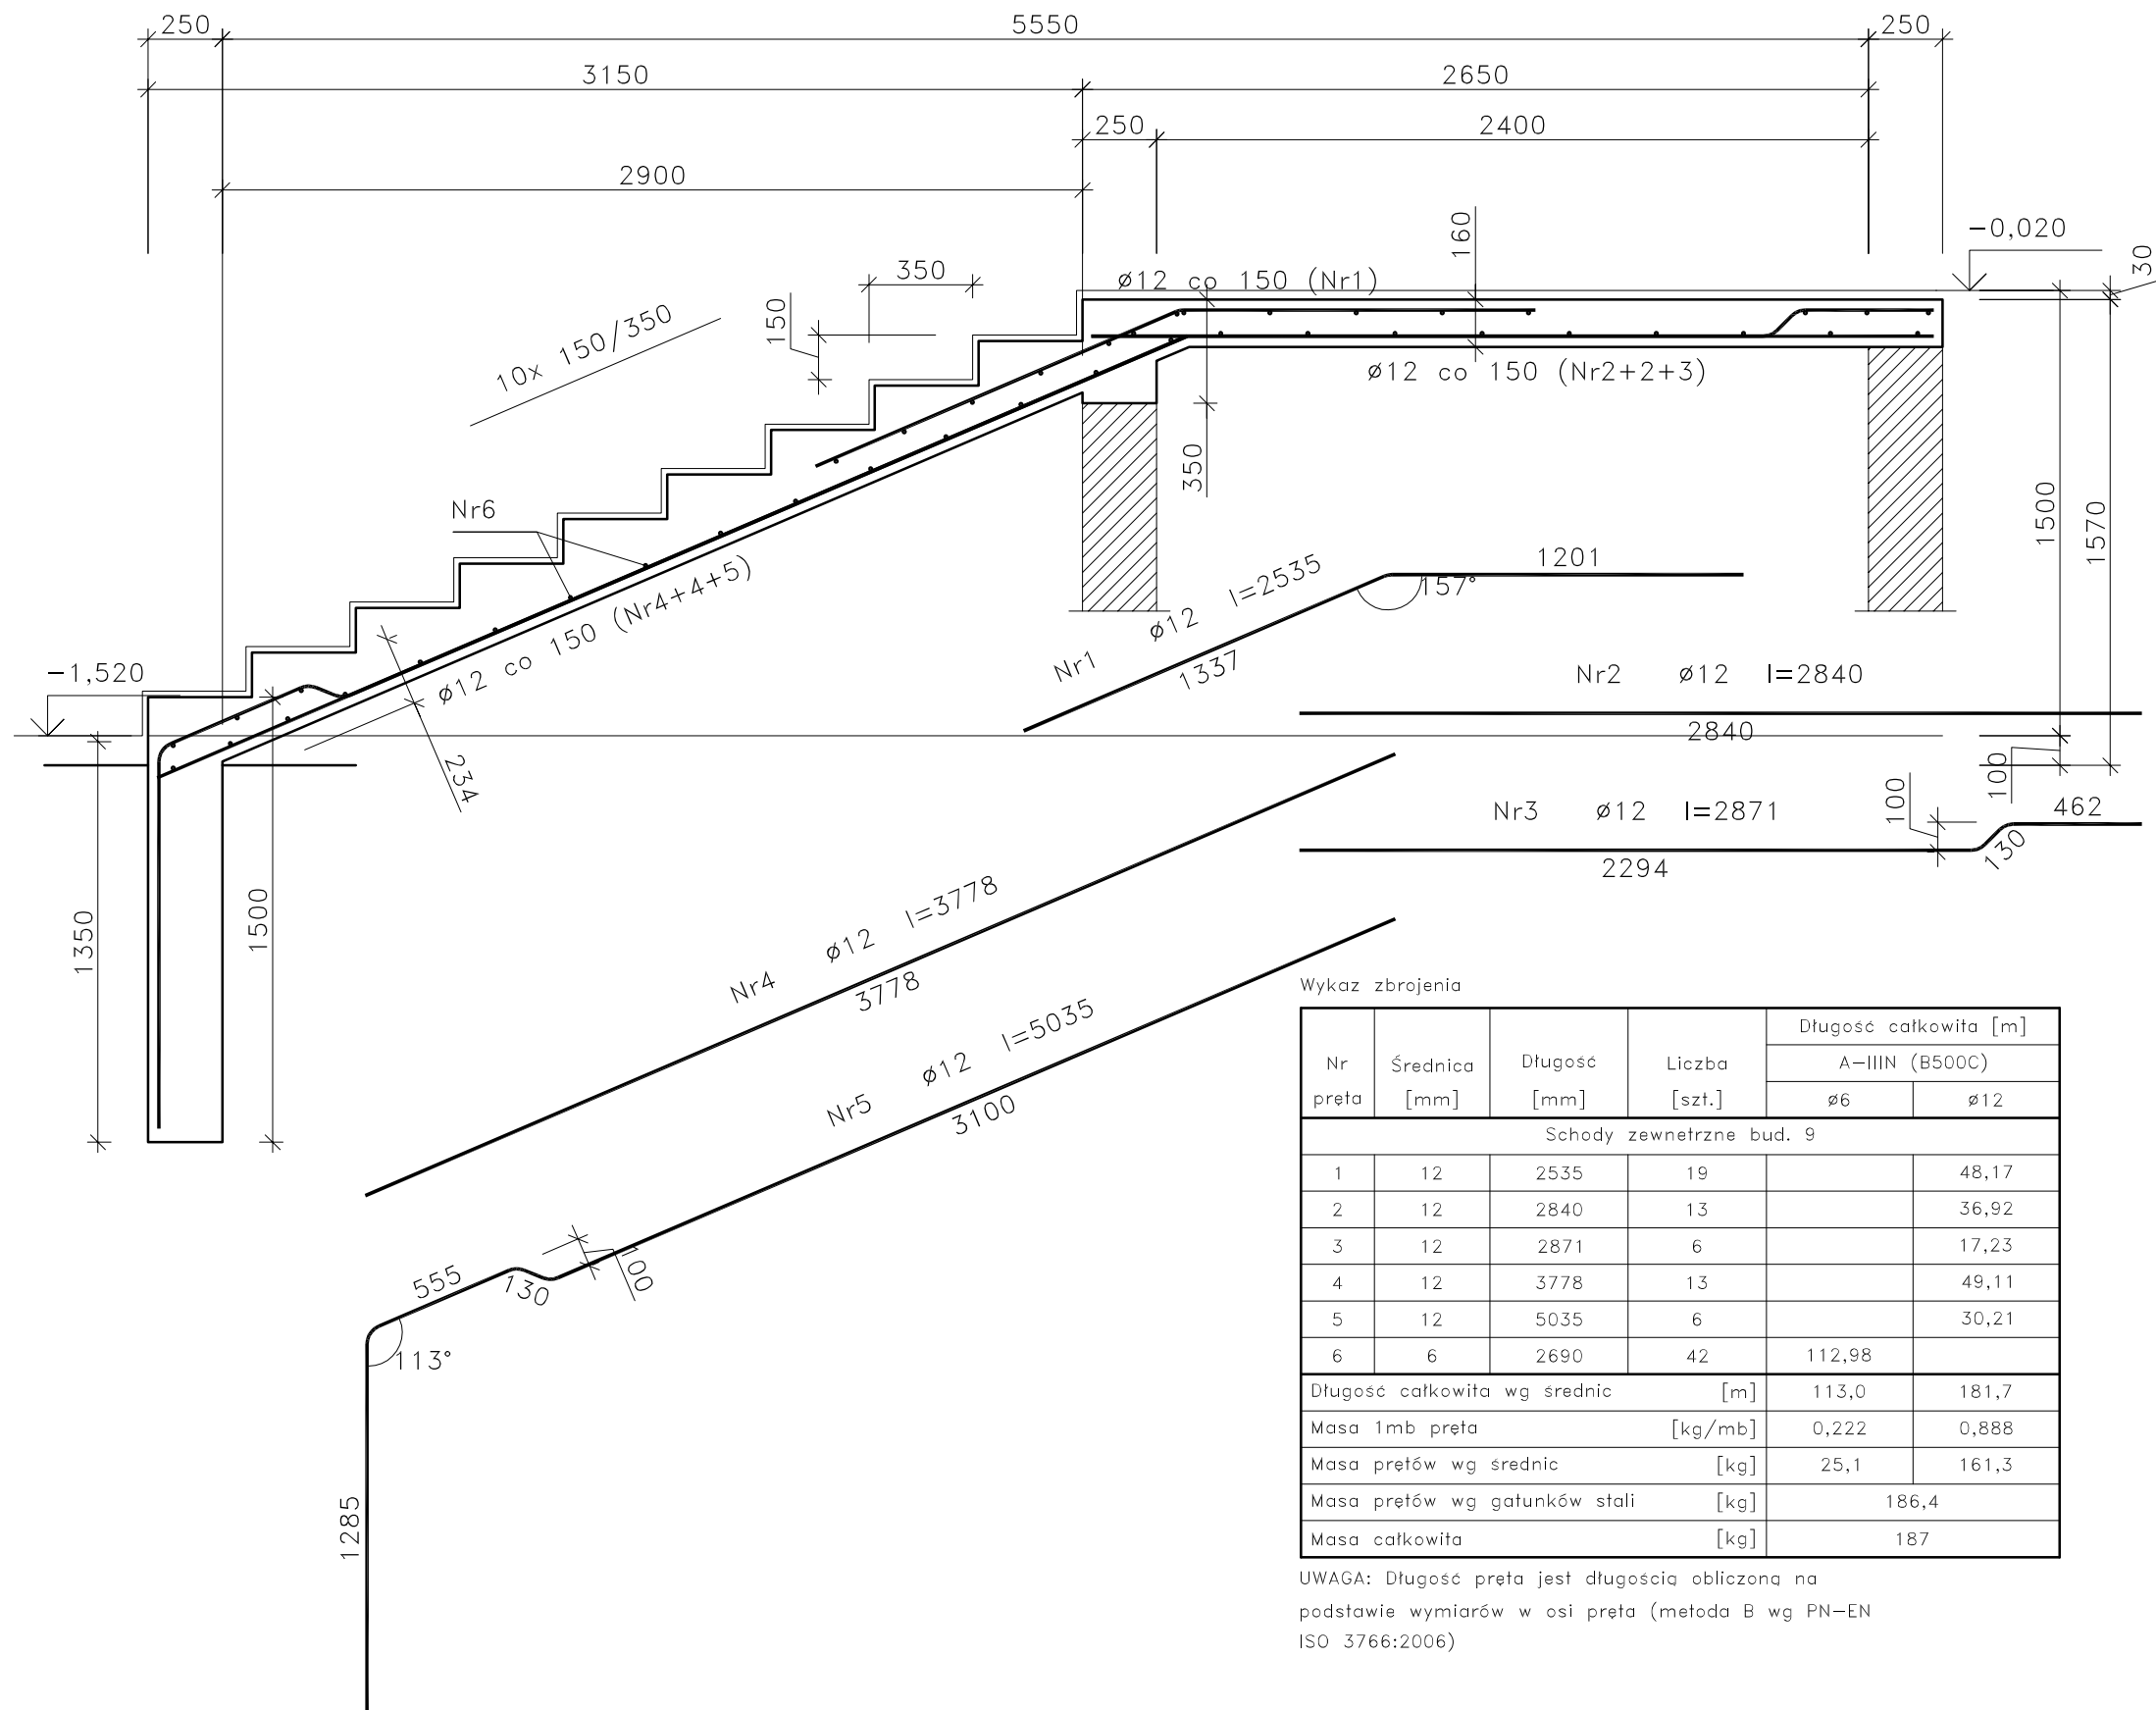 250 5550 250
3150 2650
250 2400
2900
160
-0,020
30
350
ø12 co 150 (Nr1)
150
10x 150/350
ø12 co 150 (Nr2+2+3)
350
Nr6
1500
1570
ø12 co 150 (Nr4+4+5)
234
-1,520
1350
1500
1201
157°
Nr1 ø12 l=2535
1337
Nr2 ø12 l=2840
2840
100
Nr3 ø12 l=2871
100
462
130
2294
Nr4 ø12 l=3778
3778
Nr5 ø12 l=5035
3100
555
130
100
113°
1285
Wykaz zbrojenia
Nr pręta Średnica [mm] Długość [mm] Liczba [szt.] Długość całkowita [m]
A-IIIN (B500C)
ø6 ø12
Schody zewnetrzne bud. 9
1 12 2535 19 48,17
2 12 2840 13 36,92
3 12 2871 6 17,23
4 12 3778 13 49,11
5 12 5035 6 30,21
6 6 2690 42 112,98
Długość całkowita wg średnic [m] 113,0 181,7
Masa 1mb pręta [kg/mb] 0,222 0,888
Masa prętów wg średnic [kg] 25,1 161,3
Masa prętów wg gatunków stali [kg] 186,4
Masa całkowita [kg] 187
UWAGA: Długość pręta jest długością obliczoną na
podstawie wymiarów w osi pręta (metoda B wg PN-EN
ISO 3766:2006)